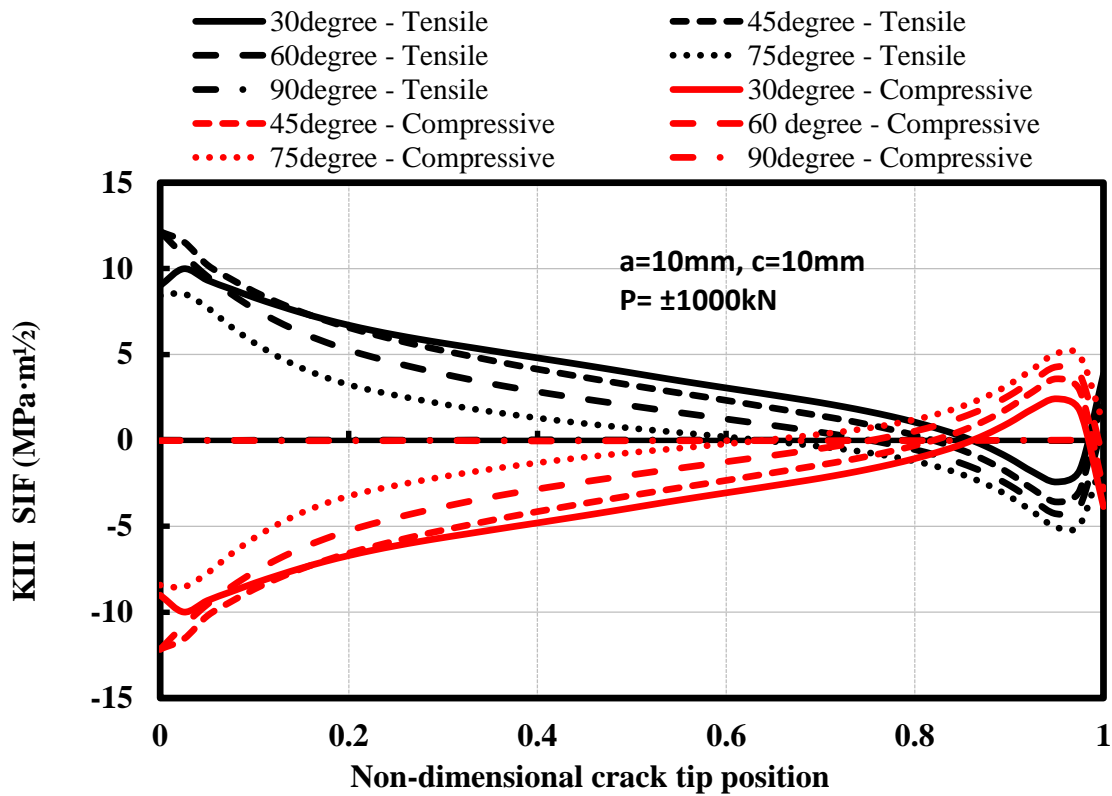 30degree - Tensile 45degree - Tensile
60degree - Tensile 75degree - Tensile
90degree - Tensile 30degree - Compressive
45degree - Compressive 60 degree - Compressive
75degree - Compressive 90degree - Compressive
15
10
5
0
-5
-10
-15
KIII SIF (MPa·m½)
a=10mm, c=10mm
P= ±1000kN
0 0.2 0.4 0.6 0.8 1
Non-dimensional crack tip position